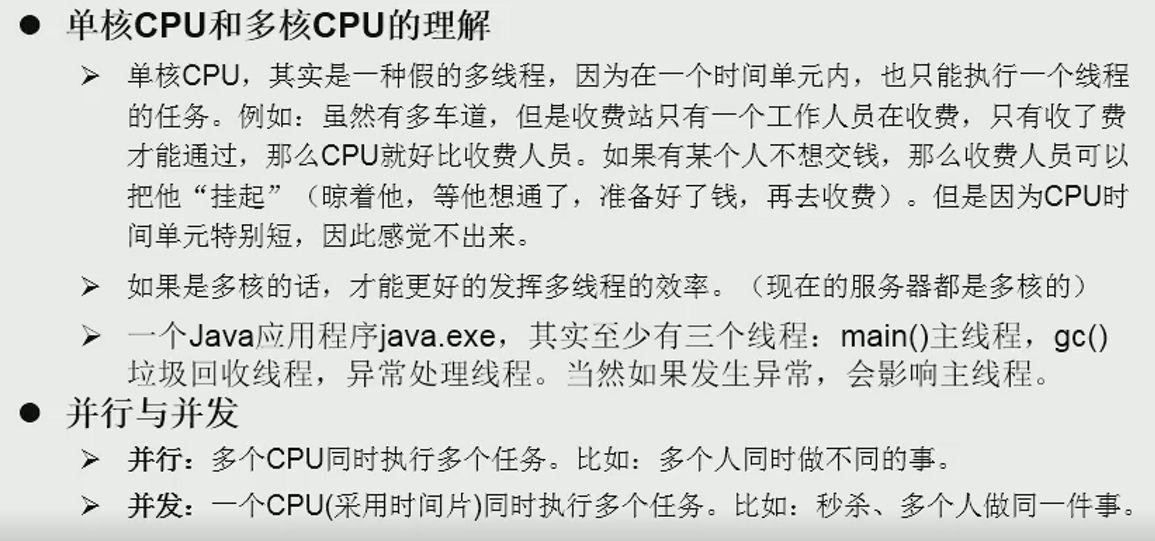 ● 单核CPU和多核CPU的理解
➢ 单核CPU，其实是一种假的多线程，因为在一个时间单元内，也只能执行一个线程
的任务。例如：虽然有多车道，但是收费站只有一个工作人员在收费，只有收了费
才能通过，那么CPU就好比收费人员。如果有某个人不想交钱，那么收费人员可以
把他“挂起”（晾着他，等他想通了，准备好了钱，再去收费）。但是因为CPU时
间单元特别短，因此感觉不出来。
➢ 如果是多核的话，才能更好的发挥多线程的效率。（现在的服务器都是多核的）
➢ 一个Java应用程序java.exe，其实至少有三个线程：main()主线程，gc()
垃圾回收线程，异常处理线程。当然如果发生异常，会影响主线程。
● 并行与并发
➢ 并行：多个CPU同时执行多个任务。比如：多个人同时做不同的事。
➢ 并发：一个CPU(采用时间片)同时执行多个任务。比如：秒杀、多个人做同一件事。